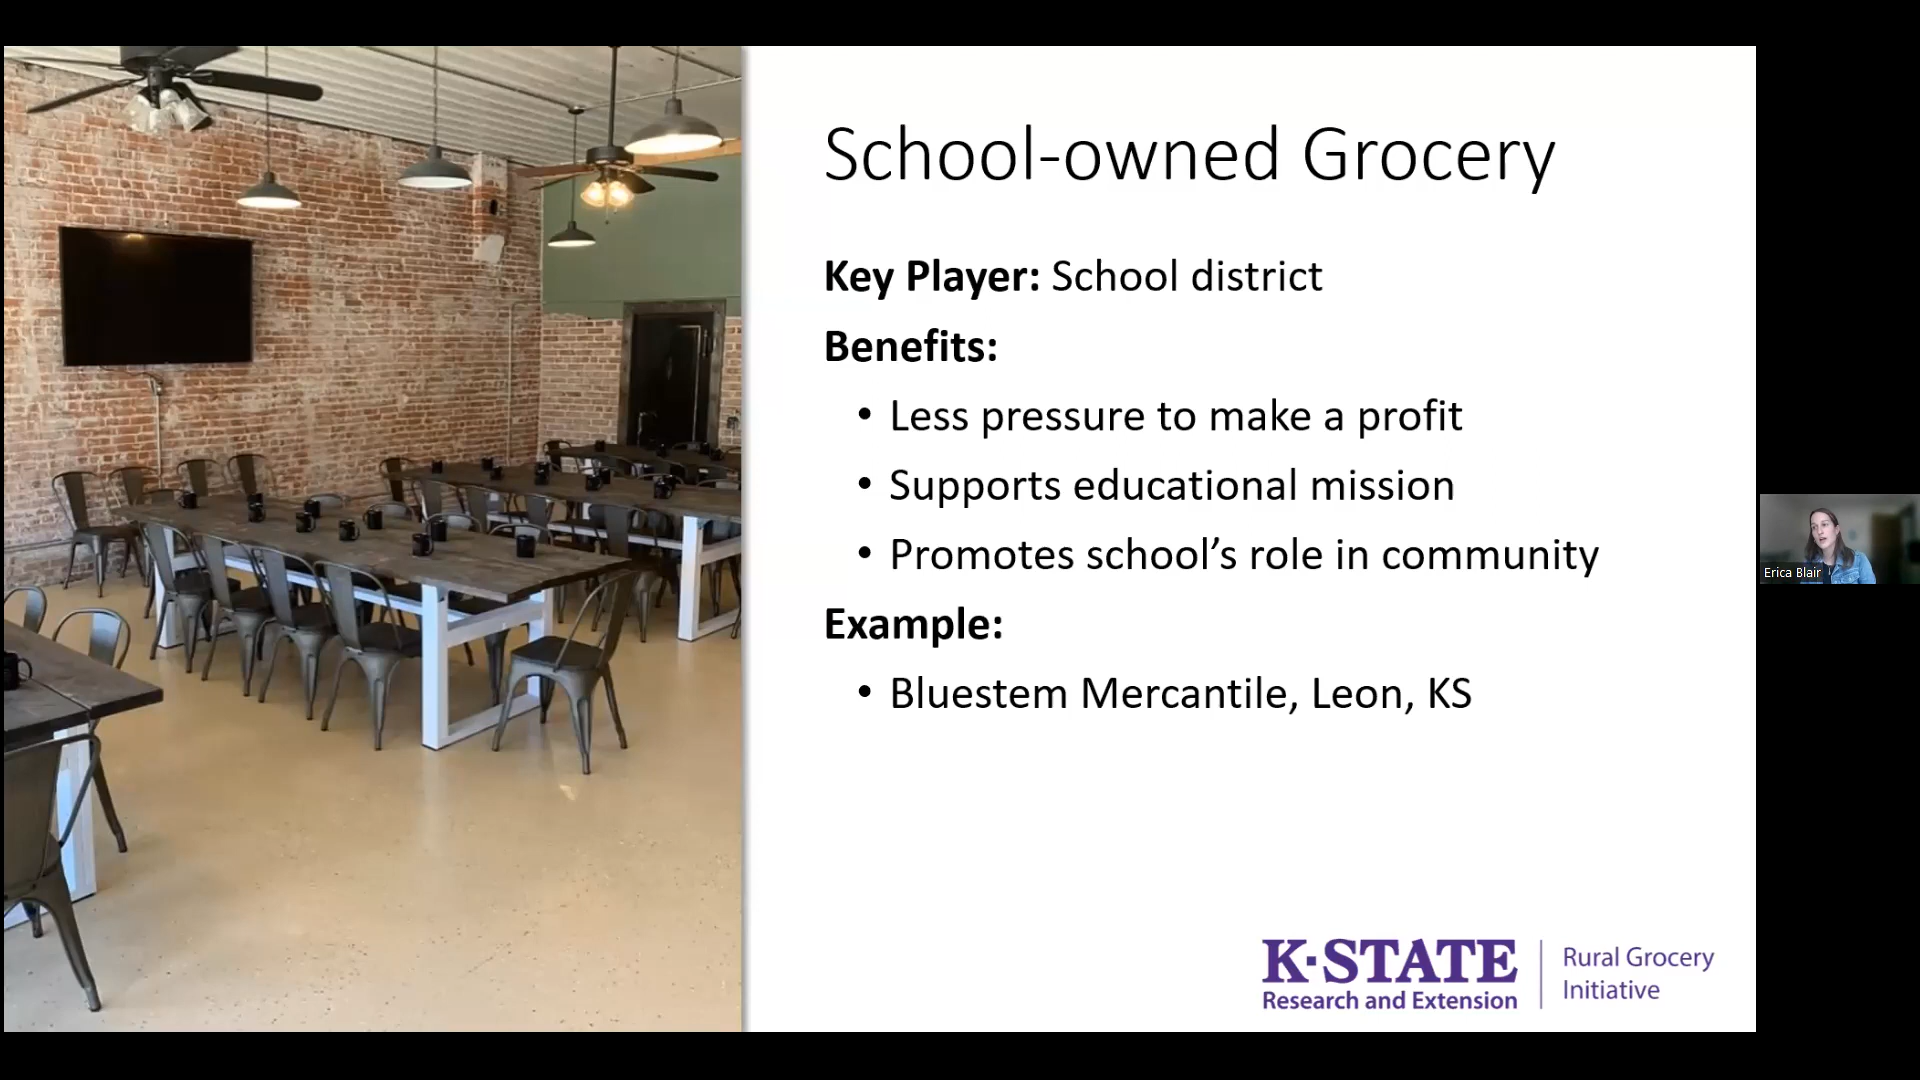 School-owned Grocery
Key Player: School district
Benefits:
• Less pressure to make a profit
• Supports educational mission
• Promotes school’s role in community
Example:
• Bluestem Mercantile, Leon, KS
K·STATE
Research and Extension
Rural Grocery
Initiative
Erica Blair